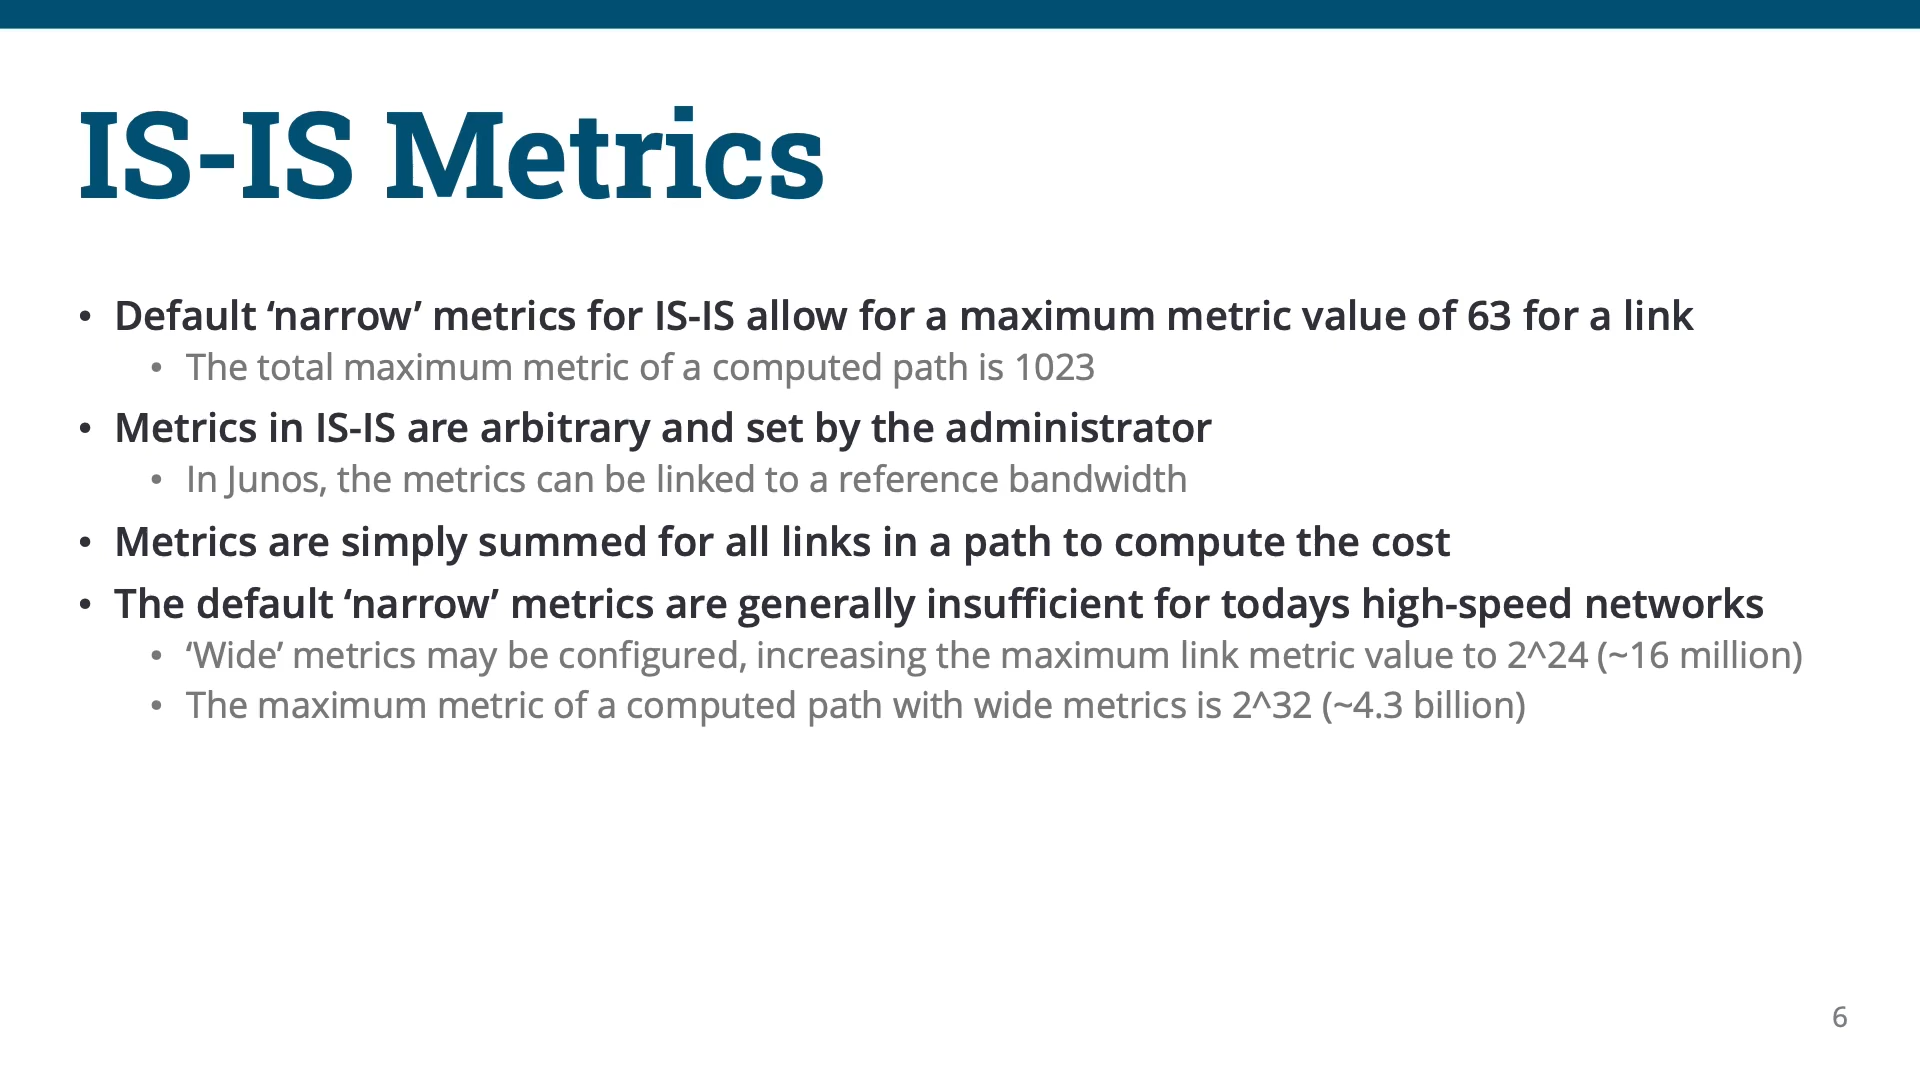 IS-IS Metrics
• Default ‘narrow’ metrics for IS-IS allow for a maximum metric value of 63 for a link
• The total maximum metric of a computed path is 1023
• Metrics in IS-IS are arbitrary and set by the administrator
• In Junos, the metrics can be linked to a reference bandwidth
• Metrics are simply summed for all links in a path to compute the cost
• The default ‘narrow’ metrics are generally insufficient for todays high-speed networks
• ‘Wide’ metrics may be configured, increasing the maximum link metric value to 2^24 (~16 million)
• The maximum metric of a computed path with wide metrics is 2^32 (~4.3 billion)
6